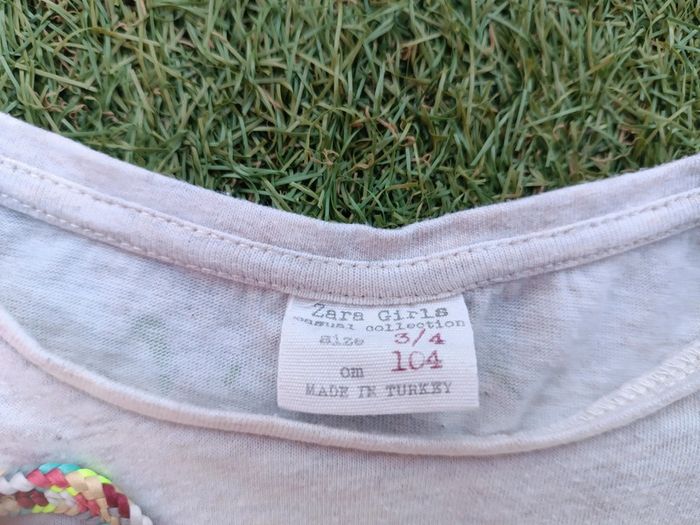 Zara Girls
casual collection
size 3/4
cm 104
MADE IN TURKEY